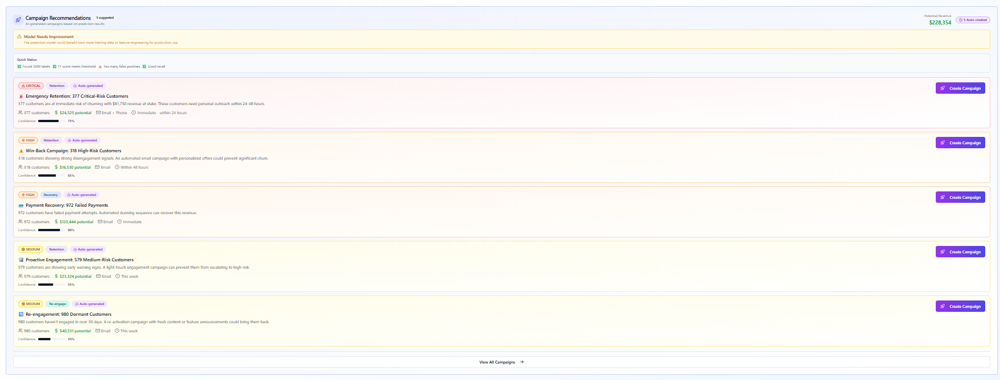 Campaign Recommendations 5 suggested
AI-generated campaigns based on prediction results
Potential Revenue
$228,354
5 Auto-created
Model Needs Improvement
The prediction model could benefit from more training data or feature engineering for production use.
Quick Status:
Found 5000 labels F1 score meets threshold Too many false positives Good recall
CRITICAL Retention Auto-generated
Create Campaign
Emergency Retention: 377 Critical-Risk Customers
377 customers are at immediate risk of churning with $81,750 revenue at stake. These customers need personal outreach within 24-48 hours.
377 customers $24,525 potential Email + Phone Immediate - within 24 hours
Confidence: 75%
HIGH Retention Auto-generated
Create Campaign
Win-Back Campaign: 318 High-Risk Customers
318 customers showing strong disengagement signals. An automated email campaign with personalized offers could prevent significant churn.
318 customers $16,530 potential Email Within 48 hours
Confidence: 65%
HIGH Recovery Auto-generated
Create Campaign
Payment Recovery: 972 Failed Payments
972 customers have failed payment attempts. Automated dunning sequence can recover this revenue.
972 customers $123,444 potential Email Immediate
Confidence: 80%
MEDIUM Retention Auto-generated
Create Campaign
Proactive Engagement: 579 Medium-Risk Customers
579 customers are showing early warning signs. A light-touch engagement campaign can prevent them from escalating to high-risk.
579 customers $23,324 potential Email This week
Confidence: 55%
MEDIUM Re-engage Auto-generated
Create Campaign
Re-engagement: 980 Dormant Customers
980 customers haven't engaged in over 30 days. A re-activation campaign with fresh content or feature announcements could bring them back.
980 customers $40,531 potential Email This week
Confidence: 45%
View All Campaigns →